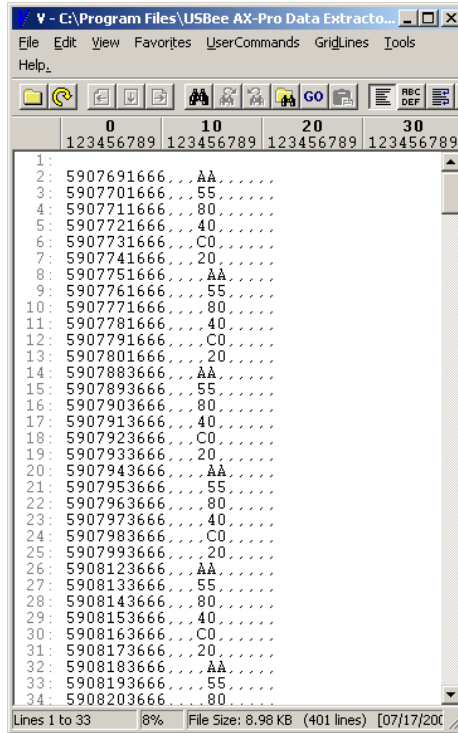 V - C:\Program Files\USBee AX-Pro Data Extracto...
File Edit View Favorites UserCommands GridLines Tools
Help.
GO ABC DEF
0 10 20 30
123456789 123456789 123456789 123456789
1:
2: 5907691666,,,AA,,,,,,
3: 5907701666,,,55,,,,,,
4: 5907711666,,,80,,,,,,
5: 5907721666,,,40,,,,,,
6: 5907731666,,,C0,,,,,,
7: 5907741666,,,20,,,,,,
8: 5907751666,,,,AA,,,,,
9: 5907761666,,,,55,,,,,
10: 5907771666,,,,80,,,,,
11: 5907781666,,,,40,,,,,
12: 5907791666,,,,C0,,,,,
13: 5907801666,,,,20,,,,,
14: 5907883666,,,AA,,,,,,
15: 5907893666,,,55,,,,,,
16: 5907903666,,,80,,,,,,
17: 5907913666,,,40,,,,,,
18: 5907923666,,,C0,,,,,,
19: 5907933666,,,20,,,,,,
20: 5907943666,,,,AA,,,,,
21: 5907953666,,,,55,,,,,
22: 5907963666,,,,80,,,,,
23: 5907973666,,,,40,,,,,
24: 5907983666,,,,C0,,,,,
25: 5907993666,,,,20,,,,,
26: 5908123666,,,AA,,,,,,
27: 5908133666,,,55,,,,,,
28: 5908143666,,,80,,,,,,
29: 5908153666,,,40,,,,,,
30: 5908163666,,,C0,,,,,,
31: 5908173666,,,20,,,,,,
32: 5908183666,,,,AA,,,,,
33: 5908193666,,,,55,,,,,
34: 5908203666,,,,80,,,,,
Lines 1 to 33 8% File Size: 8.98 KB (401 lines) [07/17/200